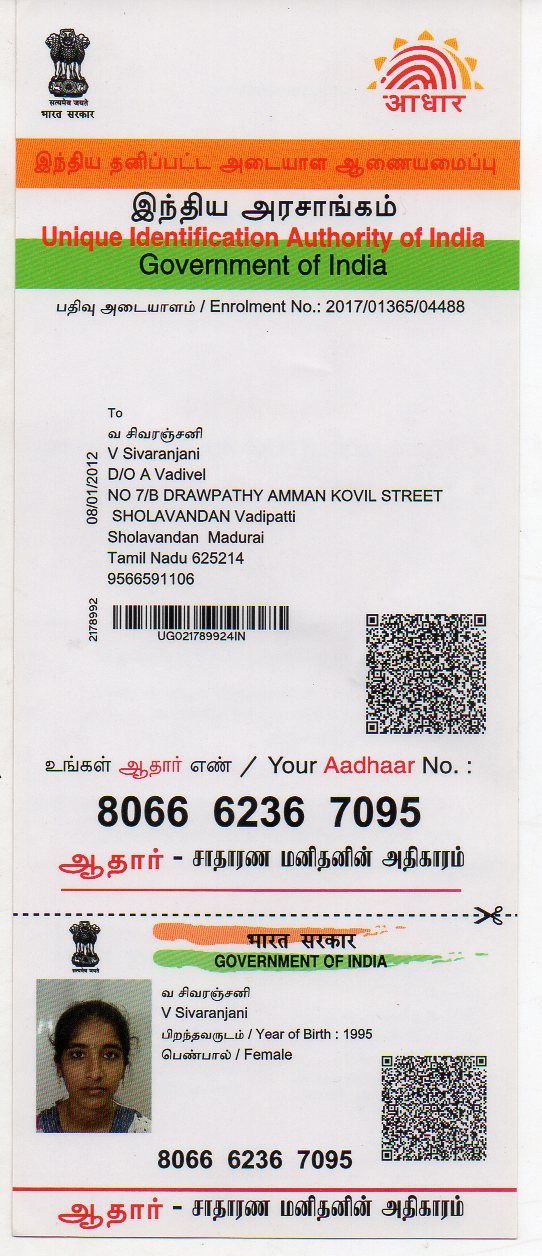 सत्यमेव जयते
भारत सरकार
आधार
இந்திய தனிப்பட்ட அடையாள ஆணையமைப்பு
இந்திய அரசாங்கம்
Unique Identification Authority of India
Government of India
பதிவு அடையாளம் / Enrolment No.: 2017/01365/04488
To
வ சிவரஞ்சனி
V Sivaranjani
D/O A Vadivel
NO 7/B DRAWPATHY AMMAN KOVIL STREET
SHOLAVANDAN Vadipatti
Sholavandan Madurai
Tamil Nadu 625214
9566591106
08/01/2012
2178992
UG021789924IN
உங்கள் ஆதார் எண் / Your Aadhaar No. :
8066 6236 7095
ஆதார் - சாதாரண மனிதனின் அதிகாரம்
सत्यमेव जयते
भारत सरकार
GOVERNMENT OF INDIA
வ சிவரஞ்சனி
V Sivaranjani
பிறந்தவருடம் / Year of Birth : 1995
பெண்பால் / Female
8066 6236 7095
ஆதார் - சாதாரண மனிதனின் அதிகாரம்